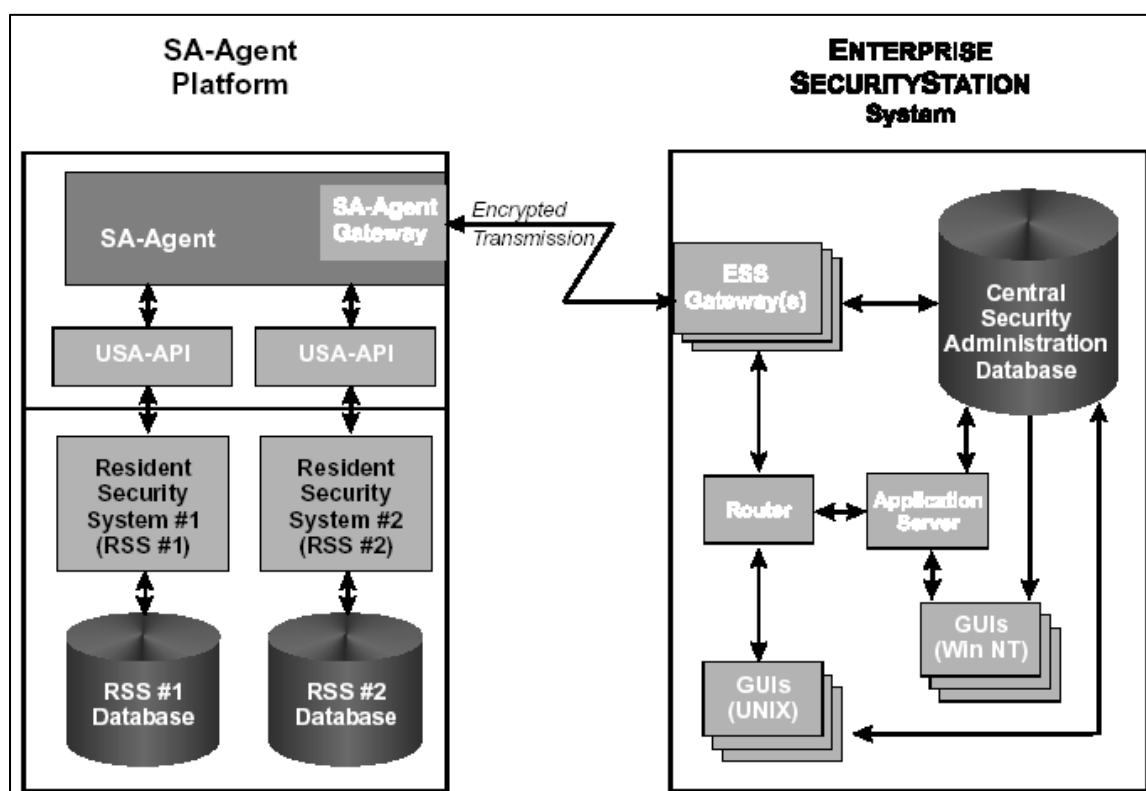 SA-Agent
Platform
ENTERPRISE
SECURITYSTATION
System
SA-Agent
SA-Agent
Gateway
Encrypted
Transmission
USA-API
USA-API
Resident
Security
System #1
(RSS #1)
Resident
Security
System #2
(RSS #2)
RSS #1
Database
RSS #2
Database
ESS
Gateway(s)
Central
Security
Administration
Database
Router
Application
Server
GUIs
(Win NT)
GUIs
(UNIX)